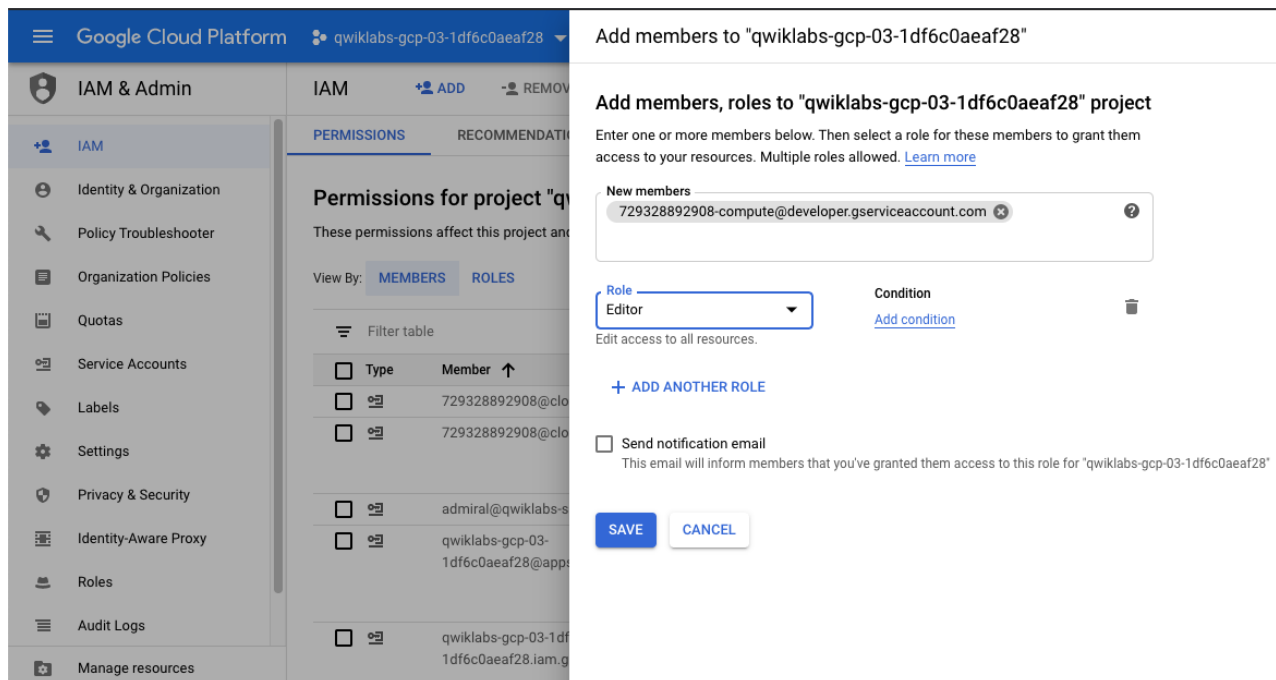 Google Cloud Platform
qwiklabs-gcp-03-1df6c0aeaf28
IAM & Admin
IAM
Identity & Organization
Policy Troubleshooter
Organization Policies
Quotas
Service Accounts
Labels
Settings
Privacy & Security
Identity-Aware Proxy
Roles
Audit Logs
Manage resources
IAM
ADD
REMOV
PERMISSIONS
RECOMMENDATI
Permissions for project "q
These permissions affect this project and
View By: MEMBERS ROLES
Filter table
Type Member
729328892908@clo
729328892908@clo
admiral@qwiklabs-s
qwiklabs-gcp-03-
1df6c0aeaf28@apps
qwiklabs-gcp-03-1df
1df6c0aeaf28.iam.g
Add members to "qwiklabs-gcp-03-1df6c0aeaf28"
Add members, roles to "qwiklabs-gcp-03-1df6c0aeaf28" project
Enter one or more members below. Then select a role for these members to grant them
access to your resources. Multiple roles allowed. Learn more
New members
729328892908-compute@developer.gserviceaccount.com
Role
Editor
Edit access to all resources.
Condition
Add condition
+ ADD ANOTHER ROLE
Send notification email
This email will inform members that you've granted them access to this role for "qwiklabs-gcp-03-1df6c0aeaf28"
SAVE
CANCEL